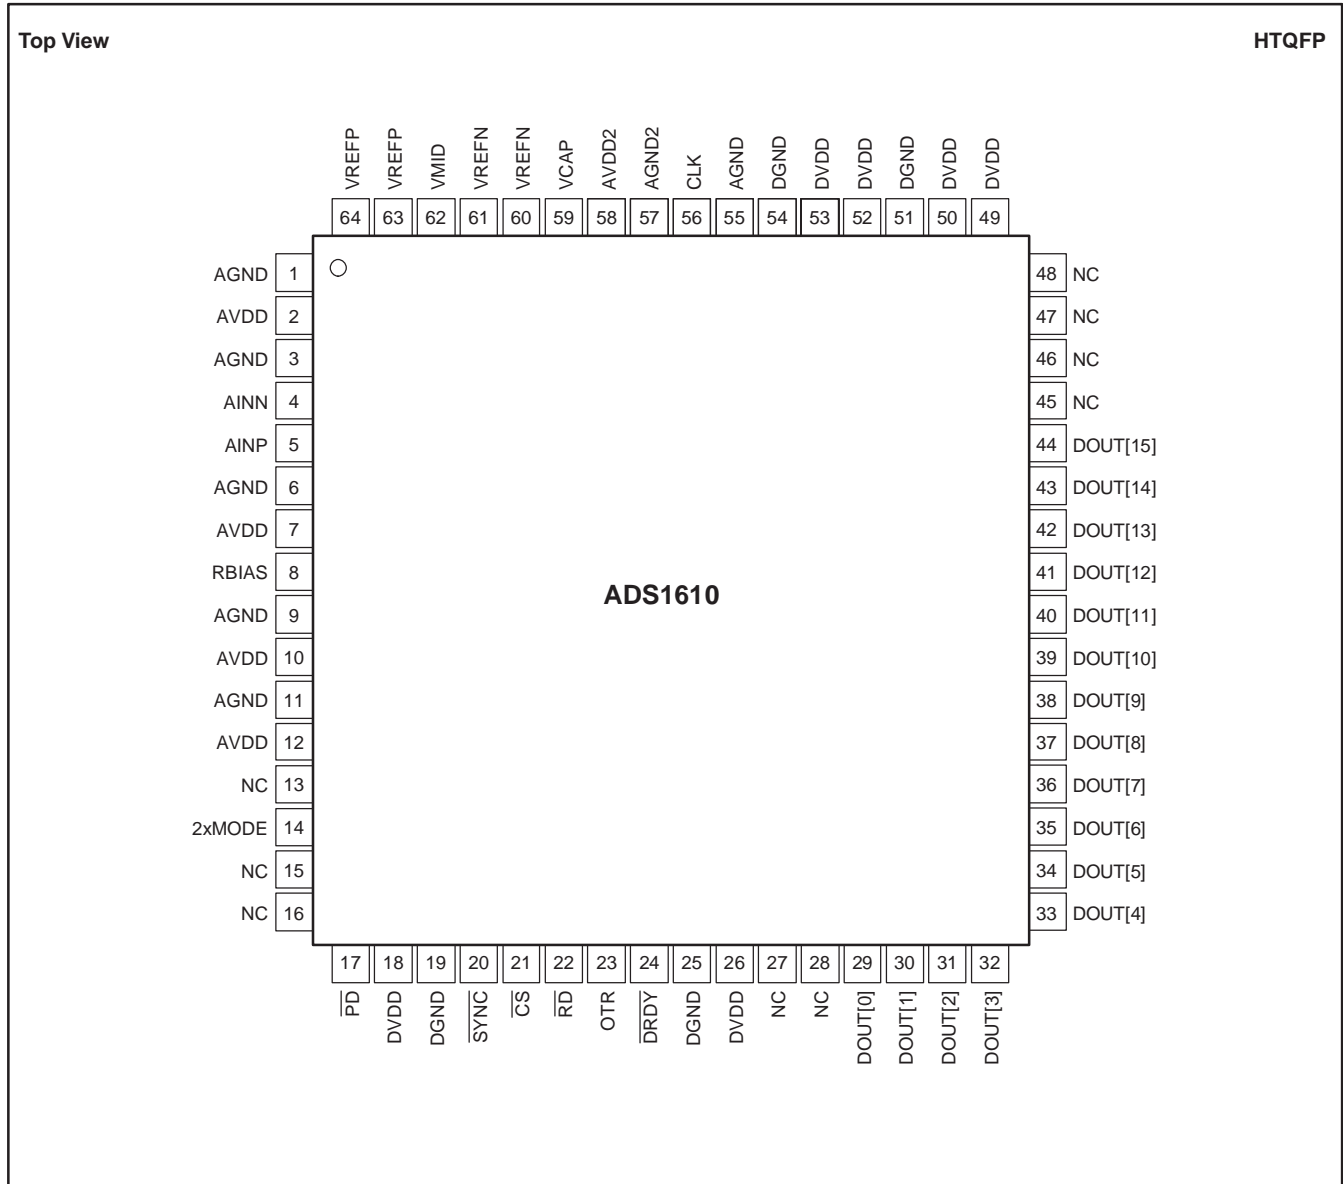 Top View
HTQFP
VREFP
VREFP
VMID
VREFN
VREFN
VCAP
AVDD2
AGND2
CLK
AGND
DGND
DVDD
DVDD
DGND
DVDD
DVDD
64 63 62 61 60 59 58 57 56 55 54 53 52 51 50 49
AGND 1
AVDD 2
AGND 3
AINN 4
AINP 5
AGND 6
AVDD 7
RBIAS 8
AGND 9
AVDD 10
AGND 11
AVDD 12
NC 13
2xMODE 14
NC 15
NC 16
ADS1610
48 NC
47 NC
46 NC
45 NC
44 DOUT[15]
43 DOUT[14]
42 DOUT[13]
41 DOUT[12]
40 DOUT[11]
39 DOUT[10]
38 DOUT[9]
37 DOUT[8]
36 DOUT[7]
35 DOUT[6]
34 DOUT[5]
33 DOUT[4]
17 18 19 20 21 22 23 24 25 26 27 28 29 30 31 32
P̅D̅
DVDD
DGND
S̅Y̅N̅C̅
C̅S̅
R̅D̅
OTR
D̅R̅D̅Y̅
DGND
DVDD
NC
NC
DOUT[0]
DOUT[1]
DOUT[2]
DOUT[3]